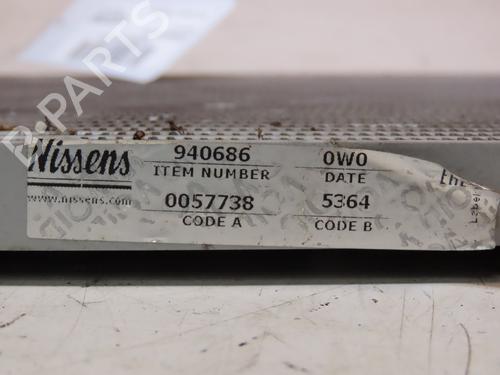 B-PARTS
Nissens
www.nissens.com
940686
ITEM NUMBER
0W0
DATE
0057738
CODE A
5364
CODE B